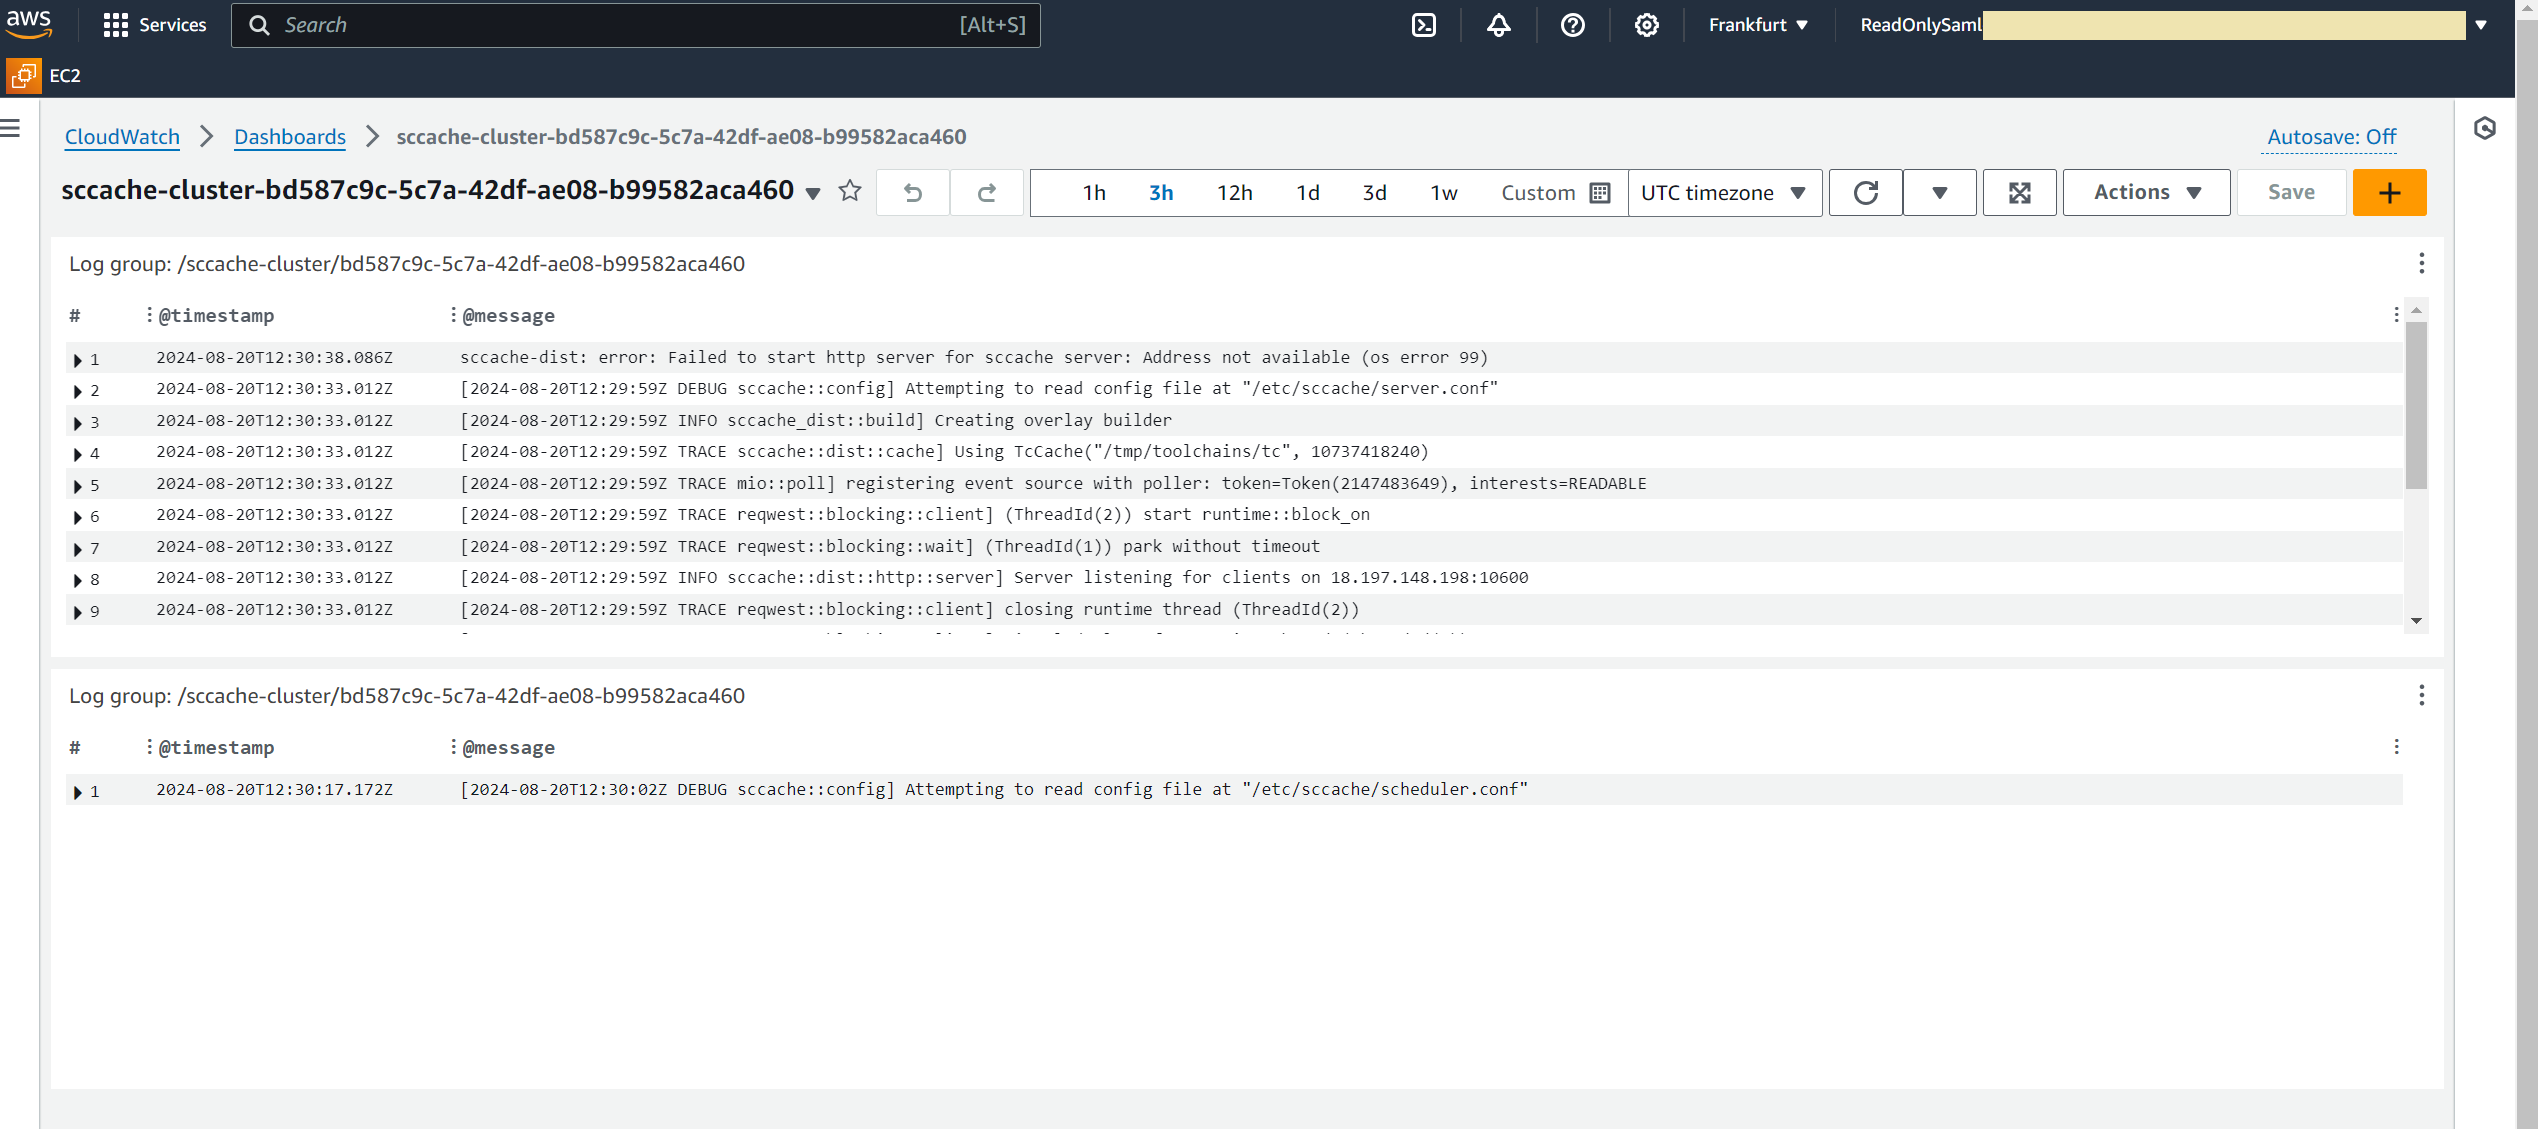 aws Services Search [Alt+S] Frankfurt ReadOnlySaml
EC2
CloudWatch Dashboards sccache-cluster-bd587c9c-5c7a-42df-ae08-b99582aca460 Autosave: Off
sccache-cluster-bd587c9c-5c7a-42df-ae08-b99582aca460 1h 3h 12h 1d 3d 1w Custom UTC timezone Actions Save
Log group: /sccache-cluster/bd587c9c-5c7a-42df-ae08-b99582aca460
# @timestamp @message
1 2024-08-20T12:30:38.086Z sccache-dist: error: Failed to start http server for sccache server: Address not available (os error 99)
2 2024-08-20T12:30:33.012Z [2024-08-20T12:29:59Z DEBUG sccache::config] Attempting to read config file at "/etc/sccache/server.conf"
3 2024-08-20T12:30:33.012Z [2024-08-20T12:29:59Z INFO sccache_dist::build] Creating overlay builder
4 2024-08-20T12:30:33.012Z [2024-08-20T12:29:59Z TRACE sccache::dist::cache] Using TcCache("/tmp/toolchains/tc", 10737418240)
5 2024-08-20T12:30:33.012Z [2024-08-20T12:29:59Z TRACE mio::poll] registering event source with poller: token=Token(2147483649), interests=READABLE
6 2024-08-20T12:30:33.012Z [2024-08-20T12:29:59Z TRACE reqwest::blocking::client] (ThreadId(2)) start runtime::block_on
7 2024-08-20T12:30:33.012Z [2024-08-20T12:29:59Z TRACE reqwest::blocking::wait] (ThreadId(1)) park without timeout
8 2024-08-20T12:30:33.012Z [2024-08-20T12:29:59Z INFO sccache::dist::http::server] Server listening for clients on 18.197.148.198:10600
9 2024-08-20T12:30:33.012Z [2024-08-20T12:29:59Z TRACE reqwest::blocking::client] closing runtime thread (ThreadId(2))
Log group: /sccache-cluster/bd587c9c-5c7a-42df-ae08-b99582aca460
# @timestamp @message
1 2024-08-20T12:30:17.172Z [2024-08-20T12:30:02Z DEBUG sccache::config] Attempting to read config file at "/etc/sccache/scheduler.conf"